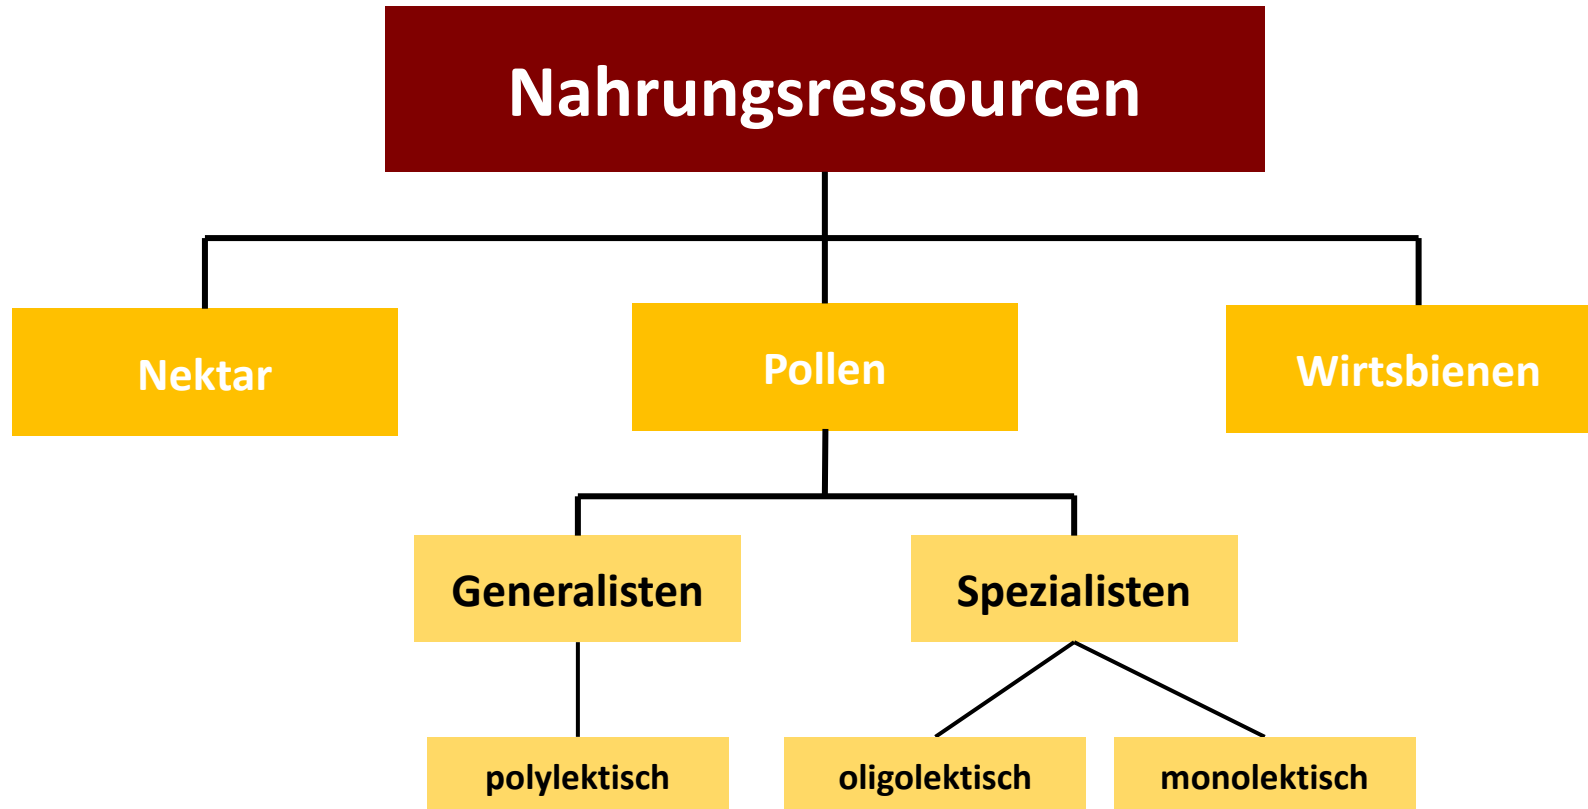 Nahrungsressourcen
Nektar
Pollen
Wirtsbienen
Generalisten
Spezialisten
polylektisch
oligolektisch
monolektisch